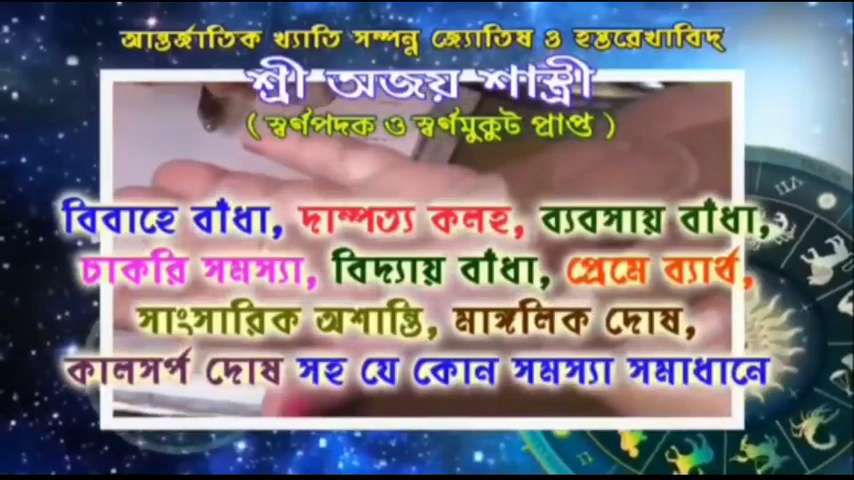 আন্তর্জাতিক খ্যাতি সম্পন্ন জ্যোতিষ ও হস্তরেখাবিদ্
শ্রী অজয় শাস্ত্রী
( স্বর্ণপদক ও স্বর্ণমুকুট প্রাপ্ত )
বিবাহে বাঁধা, দাম্পত্য কলহ, ব্যবসায় বাঁধা,
চাকরি সমস্যা, বিদ্যায় বাঁধা, প্রেমে ব্যার্থ,
সাংসারিক অশান্তি, মাঙ্গলিক দোষ,
কালসর্প দোষ সহ যে কোন সমস্যা সমাধানে